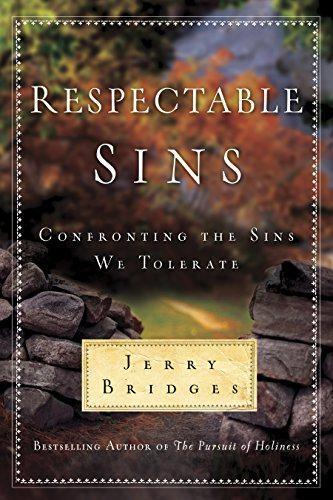 Respectable
Sins
Confronting the Sins
We Tolerate
Jerry
Bridges
Bestselling Author of The Pursuit of Holiness